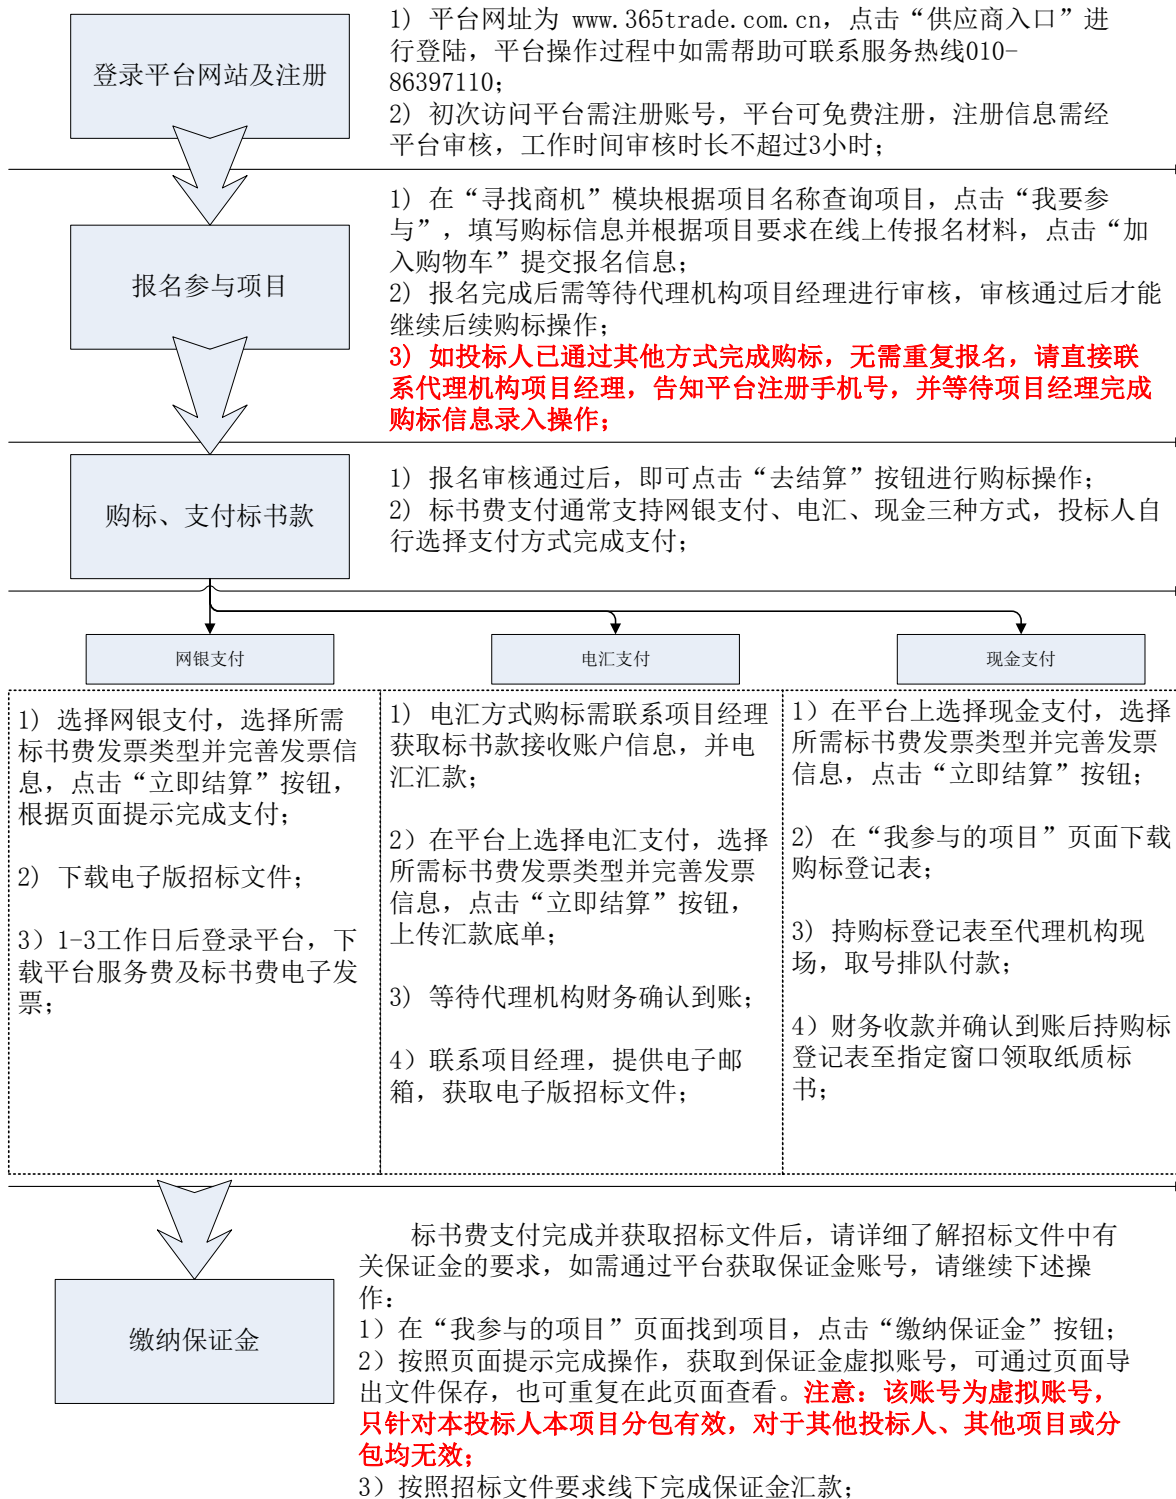 登录平台网站及注册
1) 平台网址为 www.365trade.com.cn，点击“供应商入口”进
行登陆，平台操作过程中如需帮助可联系服务热线010-
86397110；
2) 初次访问平台需注册账号，平台可免费注册，注册信息需经
平台审核，工作时间审核时长不超过3小时；
报名参与项目
1) 在“寻找商机”模块根据项目名称查询项目，点击“我要参
与”，填写购标信息并根据项目要求在线上传报名材料，点击“加
入购物车”提交报名信息；
2) 报名完成后需等待代理机构项目经理进行审核，审核通过后才能
继续后续购标操作；
3) 如投标人已通过其他方式完成购标，无需重复报名，请直接联
系代理机构项目经理，告知平台注册手机号，并等待项目经理完成
购标信息录入操作；
购标、支付标书款
1) 报名审核通过后，即可点击“去结算”按钮进行购标操作；
2) 标书费支付通常支持网银支付、电汇、现金三种方式，投标人自
行选择支付方式完成支付；
网银支付
1) 选择网银支付，选择所需
标书费发票类型并完善发票信
息，点击“立即结算”按钮，
根据页面提示完成支付；
2) 下载电子版招标文件；
3）1-3工作日后登录平台，下
载平台服务费及标书费电子发
票；
电汇支付
1) 电汇方式购标需联系项目经理
获取标书款接收账户信息，并电
汇汇款；
2）在平台上选择电汇支付，选择
所需标书费发票类型并完善发票
信息，点击“立即结算”按钮，
上传汇款底单；
3) 等待代理机构财务确认到账；
4）联系项目经理，提供电子邮
箱，获取电子版招标文件；
现金支付
1）在平台上选择现金支付，选择
所需标书费发票类型并完善发票
信息，点击“立即结算”按钮；
2) 在“我参与的项目”页面下载
购标登记表；
3) 持购标登记表至代理机构现
场，取号排队付款；
4）财务收款并确认到账后持购标
登记表至指定窗口领取纸质标
书；
缴纳保证金
标书费支付完成并获取招标文件后，请详细了解招标文件中有
关保证金的要求，如需通过平台获取保证金账号，请继续下述操
作：
1）在“我参与的项目”页面找到项目，点击“缴纳保证金”按钮；
2）按照页面提示完成操作，获取到保证金虚拟账号，可通过页面导
出文件保存，也可重复在此页面查看。注意：该账号为虚拟账号，
只针对本投标人本项目分包有效，对于其他投标人、其他项目或分
包均无效；
3）按照招标文件要求线下完成保证金汇款；